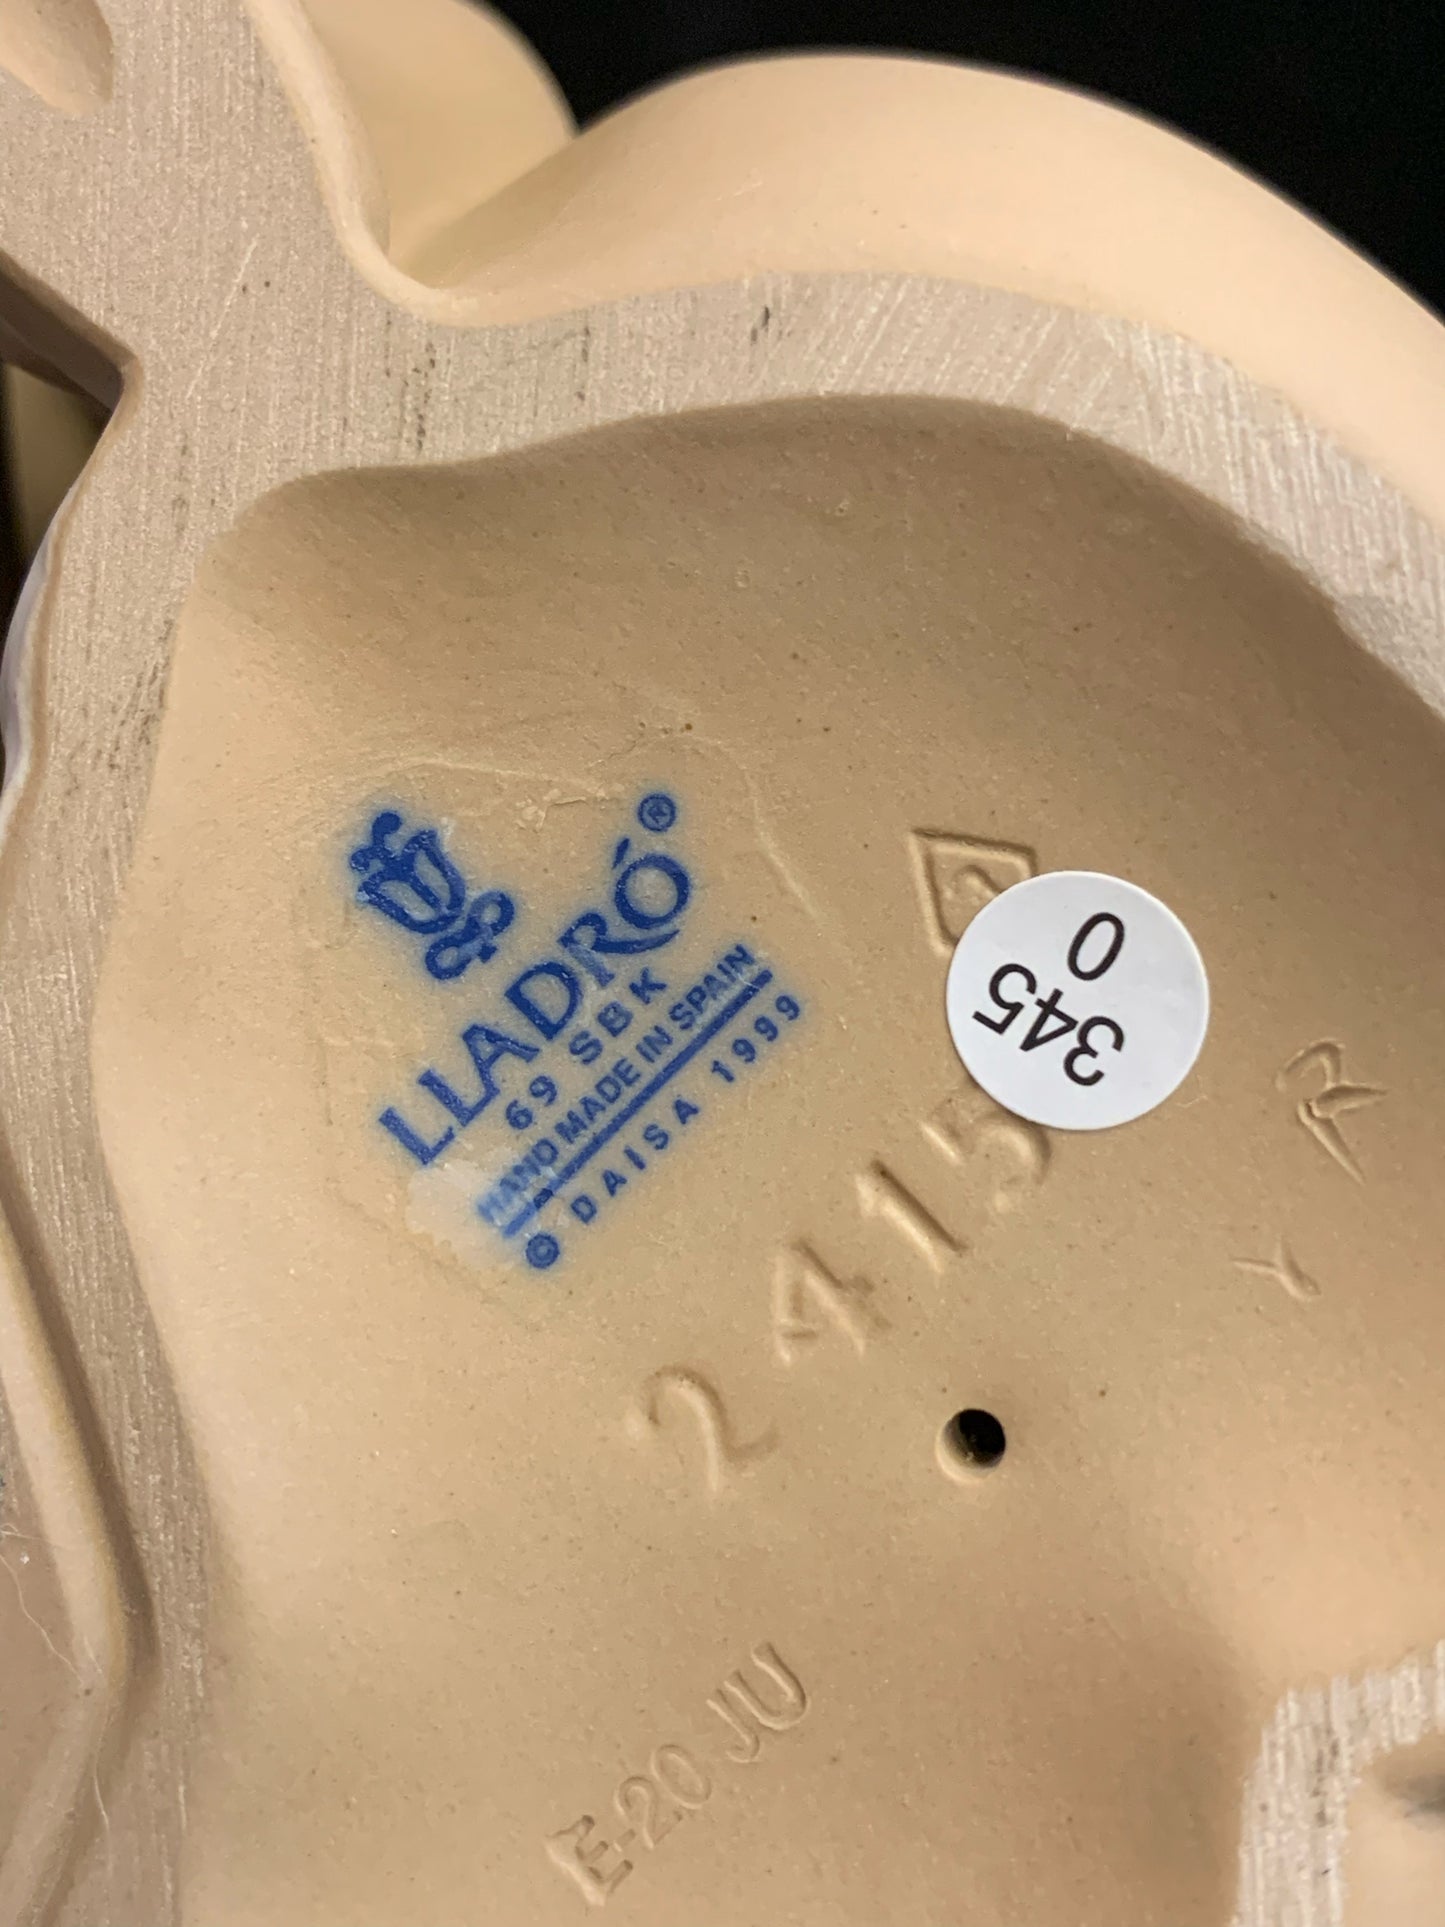 LLADRÓ®
69 SBK
HAND MADE IN SPAIN
© DAISA 1999
345
0
2415
E-20 JU